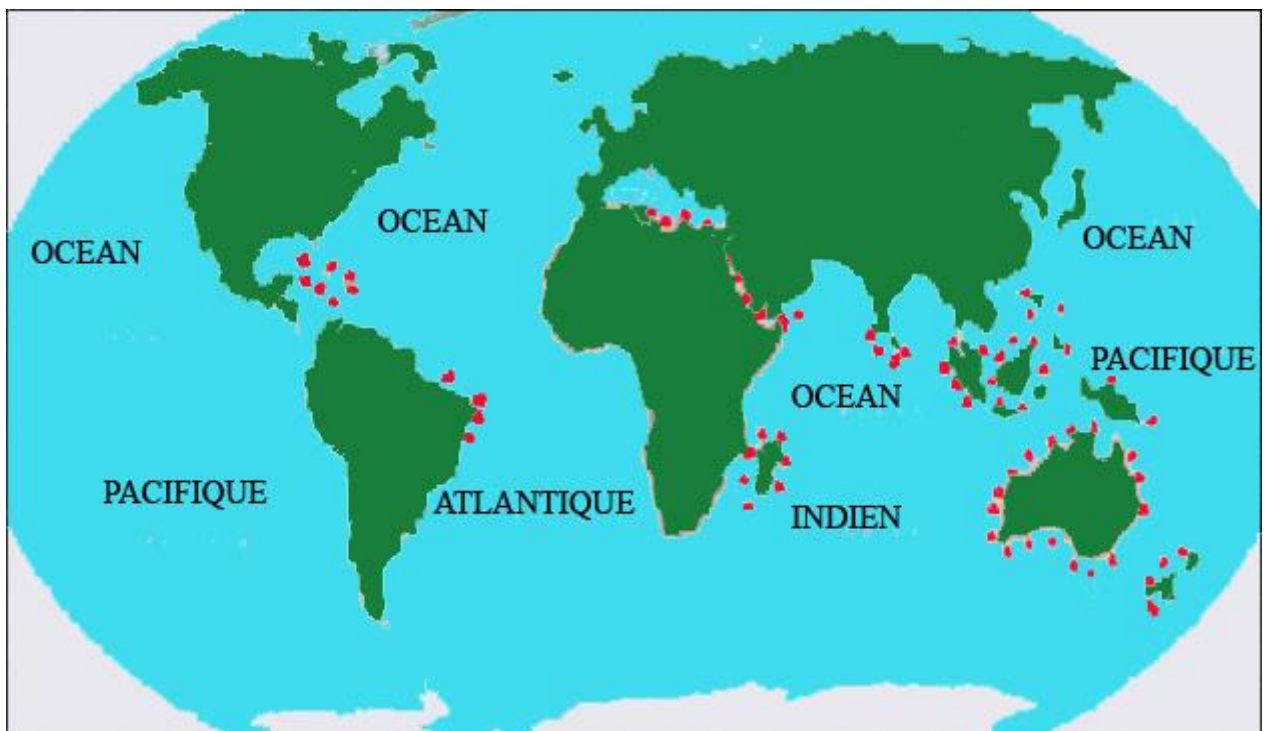 OCEAN
PACIFIQUE
OCEAN
ATLANTIQUE
OCEAN
INDIEN
OCEAN
PACIFIQUE